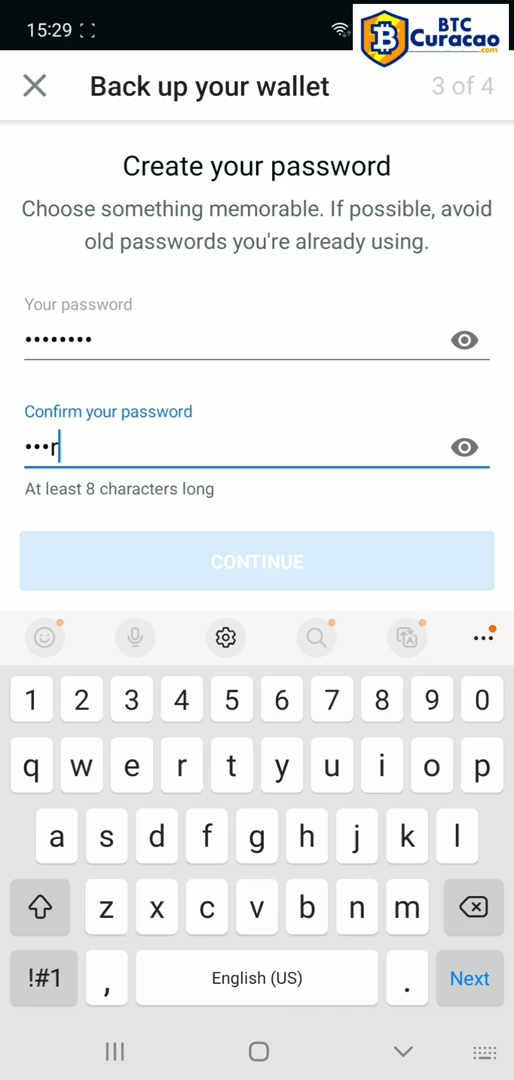 15:29
BTC
Curacao
.com
Back up your wallet
3 of 4
Create your password
Choose something memorable. If possible, avoid
old passwords you're already using.
Your password
••••••••
Confirm your password
•••r
At least 8 characters long
CONTINUE
1 2 3 4 5 6 7 8 9 0
q w e r t y u i o p
a s d f g h j k l
z x c v b n m
!#1 , English (US) . Next